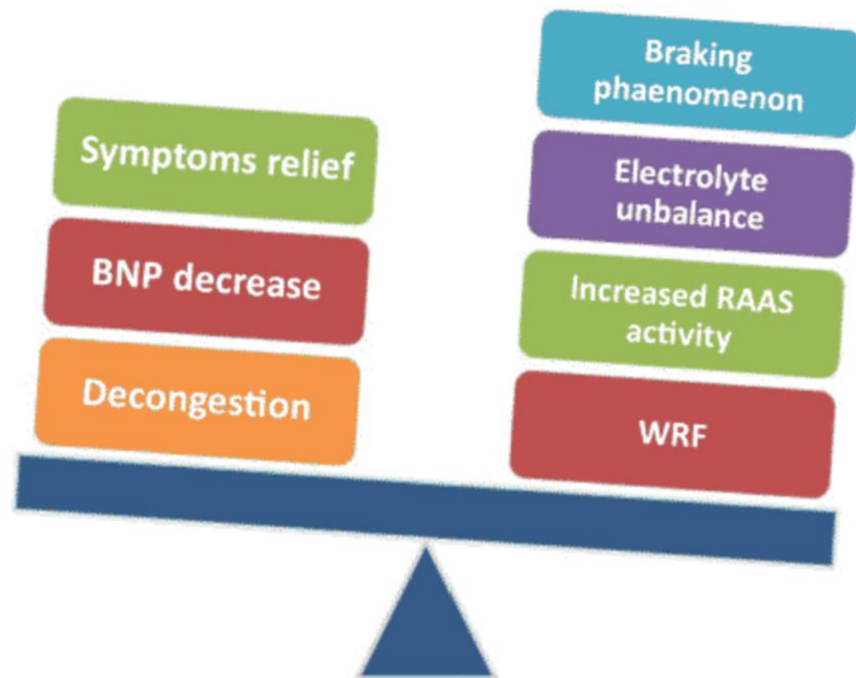 Symptoms relief
BNP decrease
Decongestion
Braking
phaenomenon
Electrolyte
unbalance
Increased RAAS
activity
WRF